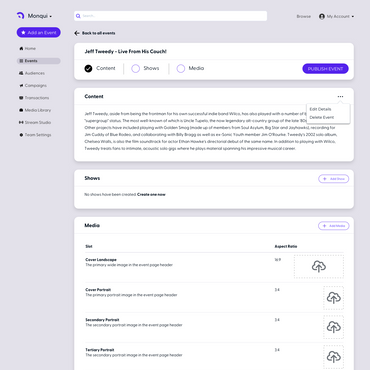 Monqui
Search...
Browse
My Account
Add an Event
Home
Events
Audiences
Campaigns
Transactions
Media Library
Stream Studio
Team Settings
Back to all events
Jeff Tweedy - Live From His Couch!
Content
Shows
Media
PUBLISH EVENT
Content
Edit Details
Delete Event
Jeff Tweedy, aside from being the frontman for his own successful indie band Wilco, has also played with a number of
"supergroup" status. The most well-known of which is Uncle Tupelo, the now legendary alt-country group of the late 80s
Other projects have included playing with Golden Smog (made up of members from Soul Asylum, Big Star and Jayhawks), recording for
Jim Cuddy of Blue Rodeo, and collaborating with Billy Bragg as well as ex-Sonic Youth member Jim O'Rourke. Tweedy's 2002 solo album,
Chelsea Walls, is also the film soundtrack for actor Ethan Hawke's directorial debut of the same name. In addition to playing with Wilco,
Tweedy treats fans to intimate, acoustic solo gigs where he plays material spanning his impressive musical career.
Shows
Add Show
No shows have been created. Create one now
Media
Add Media
Slot
Aspect Ratio
Cover Landscape
The primary wide image in the event page header
16:9
Cover Portrait
The primary portrait image in the event page header
3:4
Secondary Portrait
The secondary portrait image in the event page header
3:4
Tertiary Portrait
The secondary portrait image in the event page header
3:4